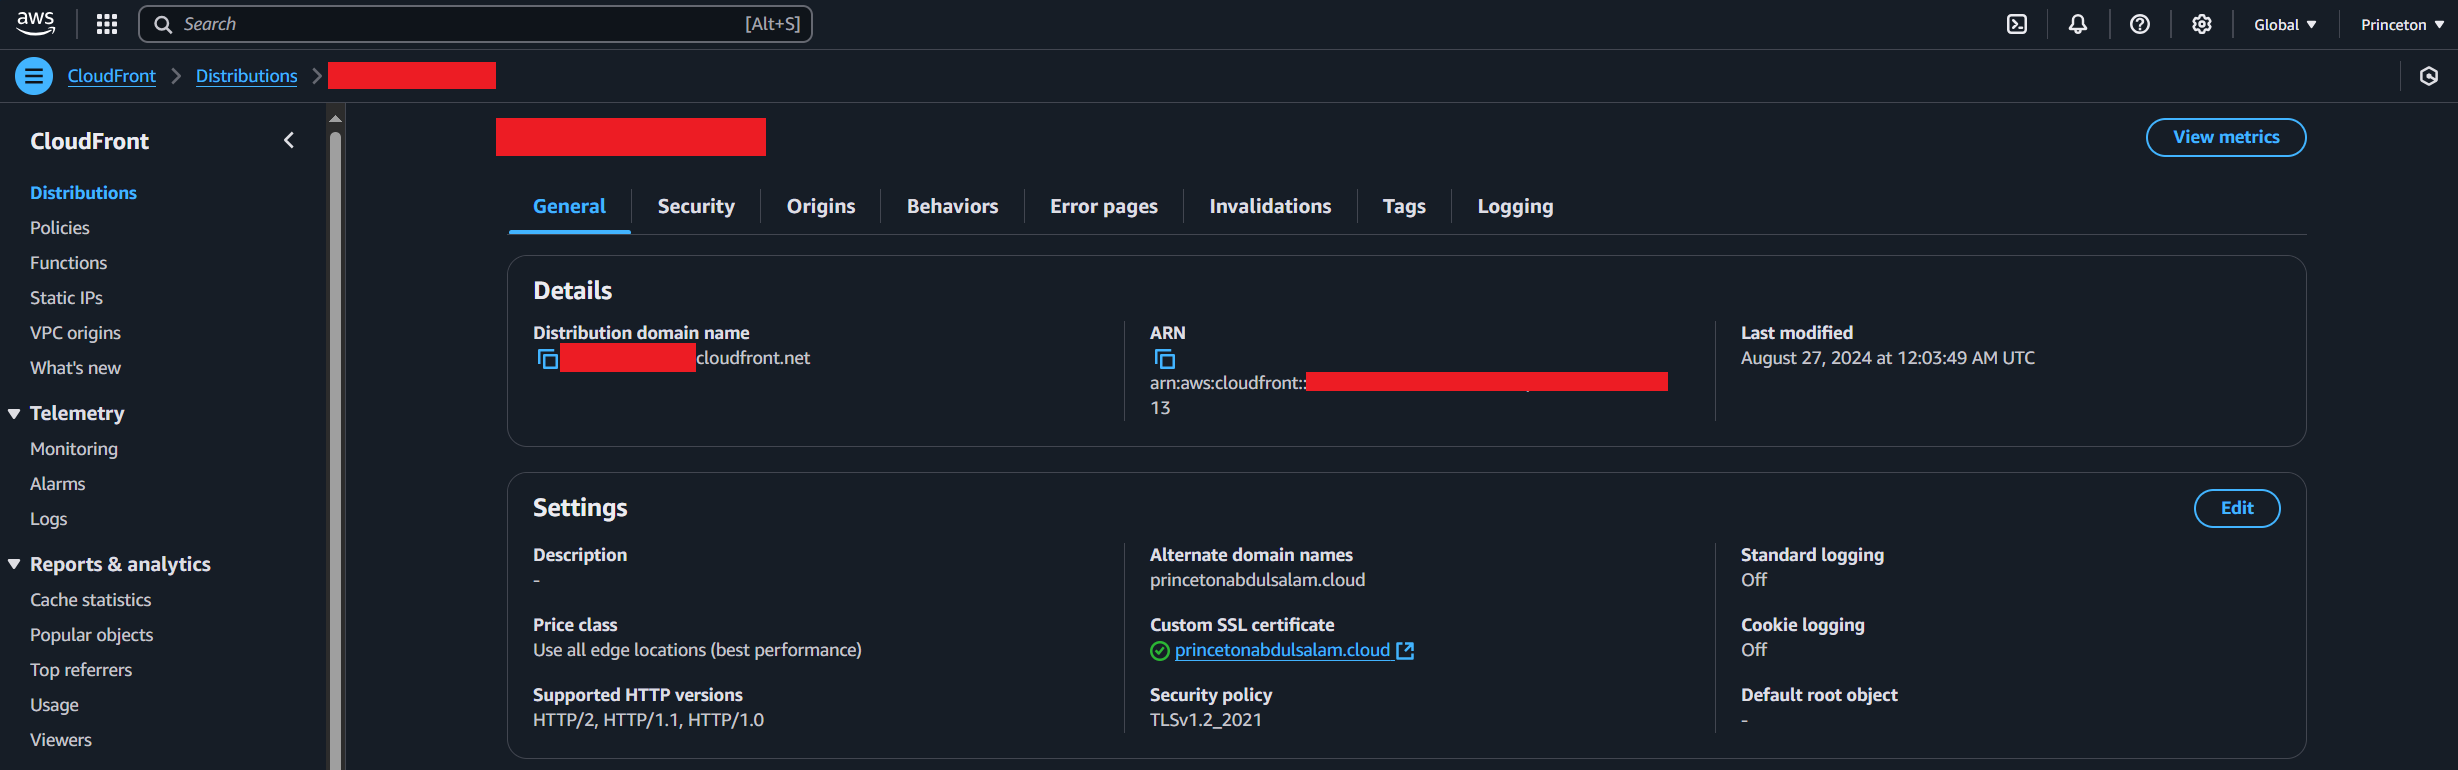 aws
Search [Alt+S]
Global
Princeton
CloudFront
Distributions
CloudFront
Distributions
Policies
Functions
Static IPs
VPC origins
What's new
Telemetry
Monitoring
Alarms
Logs
Reports & analytics
Cache statistics
Popular objects
Top referrers
Usage
Viewers
View metrics
General
Security
Origins
Behaviors
Error pages
Invalidations
Tags
Logging
Details
Distribution domain name
cloudfront.net
ARN
arn:aws:cloudfront::
13
Last modified
August 27, 2024 at 12:03:49 AM UTC
Settings
Edit
Description
-
Price class
Use all edge locations (best performance)
Supported HTTP versions
HTTP/2, HTTP/1.1, HTTP/1.0
Alternate domain names
princetonabdulsalam.cloud
Custom SSL certificate
princetonabdulsalam.cloud
Security policy
TLSv1.2_2021
Standard logging
Off
Cookie logging
Off
Default root object
-